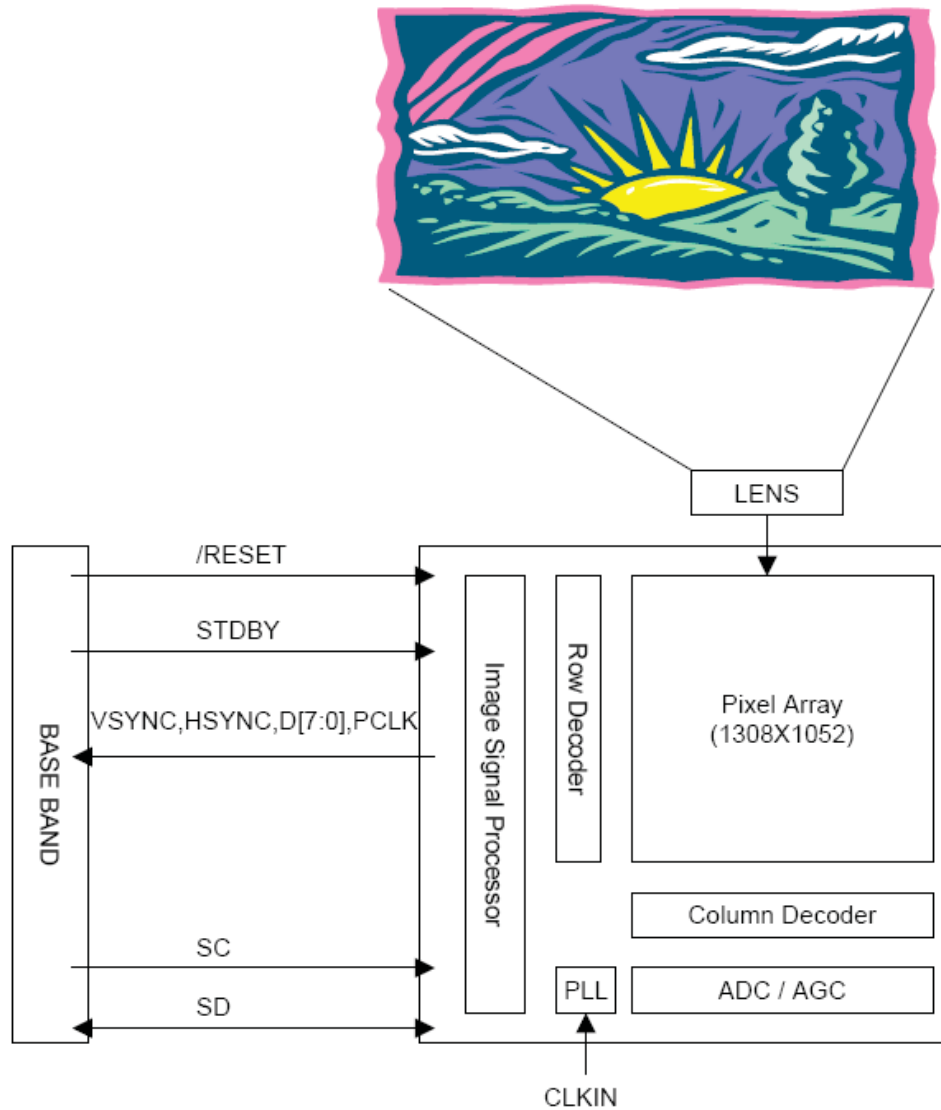 LENS
/RESET
STDBY
VSYNC,HSYNC,D[7:0],PCLK
BASE BAND
SC
SD
Image Signal Processor
Row Decoder
Pixel Array
(1308X1052)
Column Decoder
PLL
ADC / AGC
CLKIN